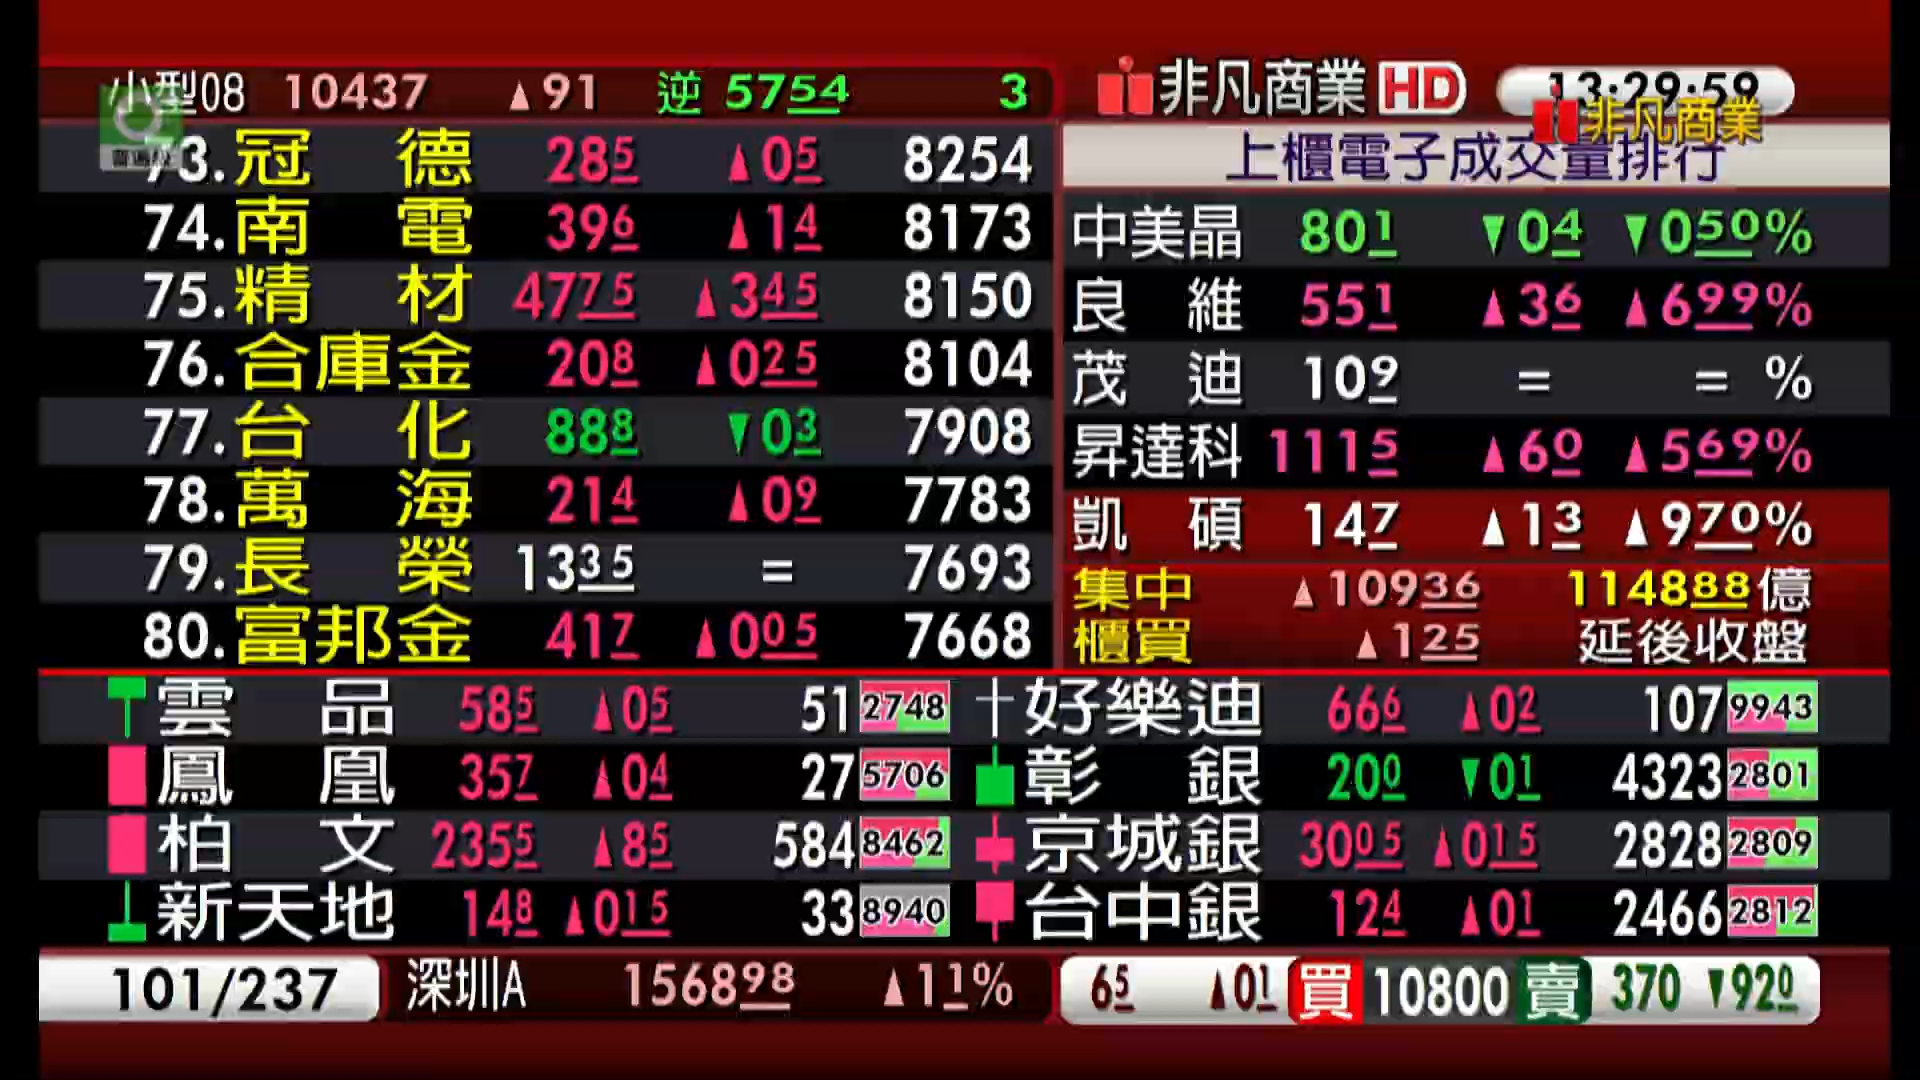 小型08 10437 ▲91 逆 5754 3
非凡商業HD 13:29:59
非凡商業
73.冠德 285 ▲05 8254
74.南電 396 ▲14 8173
75.精材 4775 ▲345 8150
76.合庫金 208 ▲025 8104
77.台化 888 ▼03 7908
78.萬海 214 ▲09 7783
79.長榮 1335 = 7693
80.富邦金 417 ▲005 7668
上櫃電子成交量排行
中美晶 801 ▼04 ▼050%
良維 551 ▲36 ▲699%
茂迪 109 = = %
昇達科 1115 ▲60 ▲569%
凱碩 147 ▲13 ▲970%
集中 ▲10936 114888億
櫃買 ▲125 延後收盤
雲品 585 ▲05 51 2748
鳳凰 357 ▲04 27 5706
柏文 2355 ▲85 584 8462
新天地 148 ▲015 33 8940
好樂迪 666 ▲02 107 9943
彰銀 200 ▼01 4323 2801
京城銀 3005 ▲015 2828 2809
台中銀 124 ▲01 2466 2812
101/237 深圳A 156898 ▲11%
65 ▲01 買 10800 賣 370 ▼920